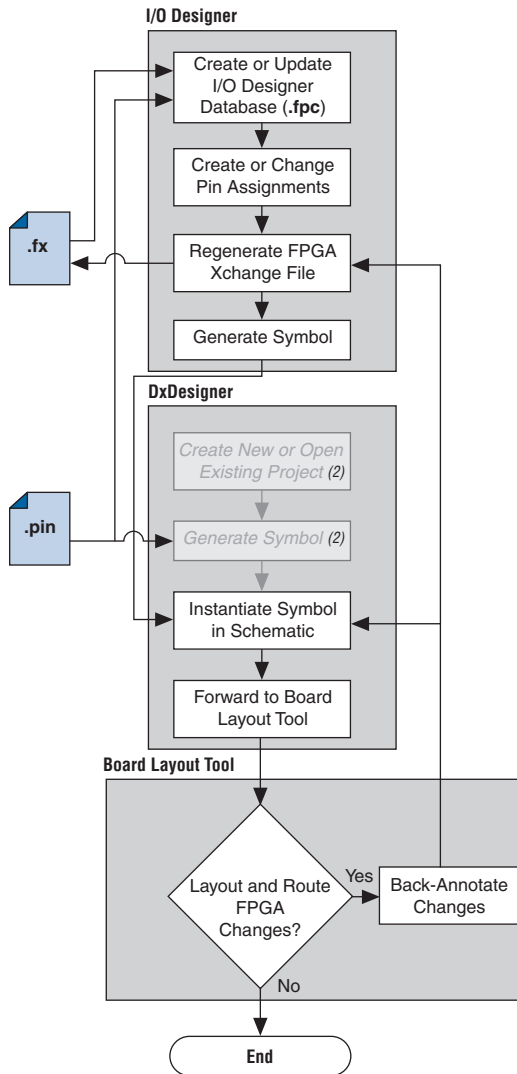 I/O Designer
Create or Update
I/O Designer
Database (.fpc)
Create or Change
Pin Assignments
.fx
Regenerate FPGA
Xchange File
Generate Symbol
DxDesigner
Create New or Open
Existing Project (2)
.pin
Generate Symbol (2)
Instantiate Symbol
in Schematic
Forward to Board
Layout Tool
Board Layout Tool
Layout and Route
FPGA
Changes?
Yes
Back-Annotate
Changes
No
End